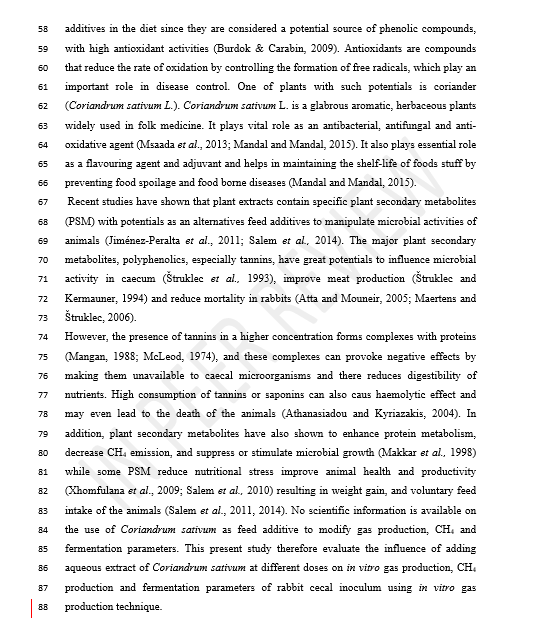 58 additives in the diet since they are considered a potential source of phenolic compounds,
59 with high antioxidant activities (Burdok & Carabin, 2009). Antioxidants are compounds
60 that reduce the rate of oxidation by controlling the formation of free radicals, which play an
61 important role in disease control. One of plants with such potentials is coriander
62 (Coriandrum sativum L.). Coriandrum sativum L. is a glabrous aromatic, herbaceous plants
63 widely used in folk medicine. It plays vital role as an antibacterial, antifungal and anti-
64 oxidative agent (Msaada et al., 2013; Mandal and Mandal, 2015). It also plays essential role
65 as a flavouring agent and adjuvant and helps in maintaining the shelf-life of foods stuff by
66 preventing food spoilage and food borne diseases (Mandal and Mandal, 2015).
67 Recent studies have shown that plant extracts contain specific plant secondary metabolites
68 (PSM) with potentials as an alternatives feed additives to manipulate microbial activities of
69 animals (Jiménez-Peralta et al., 2011; Salem et al., 2014). The major plant secondary
70 metabolites, polyphenolics, especially tannins, have great potentials to influence microbial
71 activity in caecum (Štruklec et al., 1993), improve meat production (Štruklec and
72 Kermauner, 1994) and reduce mortality in rabbits (Atta and Mouneir, 2005; Maertens and
73 Štruklec, 2006).
74 However, the presence of tannins in a higher concentration forms complexes with proteins
75 (Mangan, 1988; McLeod, 1974), and these complexes can provoke negative effects by
76 making them unavailable to caecal microorganisms and there reduces digestibility of
77 nutrients. High consumption of tannins or saponins can also caus haemolytic effect and
78 may even lead to the death of the animals (Athanasiadou and Kyriazakis, 2004). In
79 addition, plant secondary metabolites have also shown to enhance protein metabolism,
80 decrease CH₄ emission, and suppress or stimulate microbial growth (Makkar et al., 1998)
81 while some PSM reduce nutritional stress improve animal health and productivity
82 (Xhomfulana et al., 2009; Salem et al., 2010) resulting in weight gain, and voluntary feed
83 intake of the animals (Salem et al., 2011, 2014). No scientific information is available on
84 the use of Coriandrum sativum as feed additive to modify gas production, CH₄ and
85 fermentation parameters. This present study therefore evaluate the influence of adding
86 aqueous extract of Coriandrum sativum at different doses on in vitro gas production, CH₄
87 production and fermentation parameters of rabbit cecal inoculum using in vitro gas
88 production technique.
IN PEER REVIEW